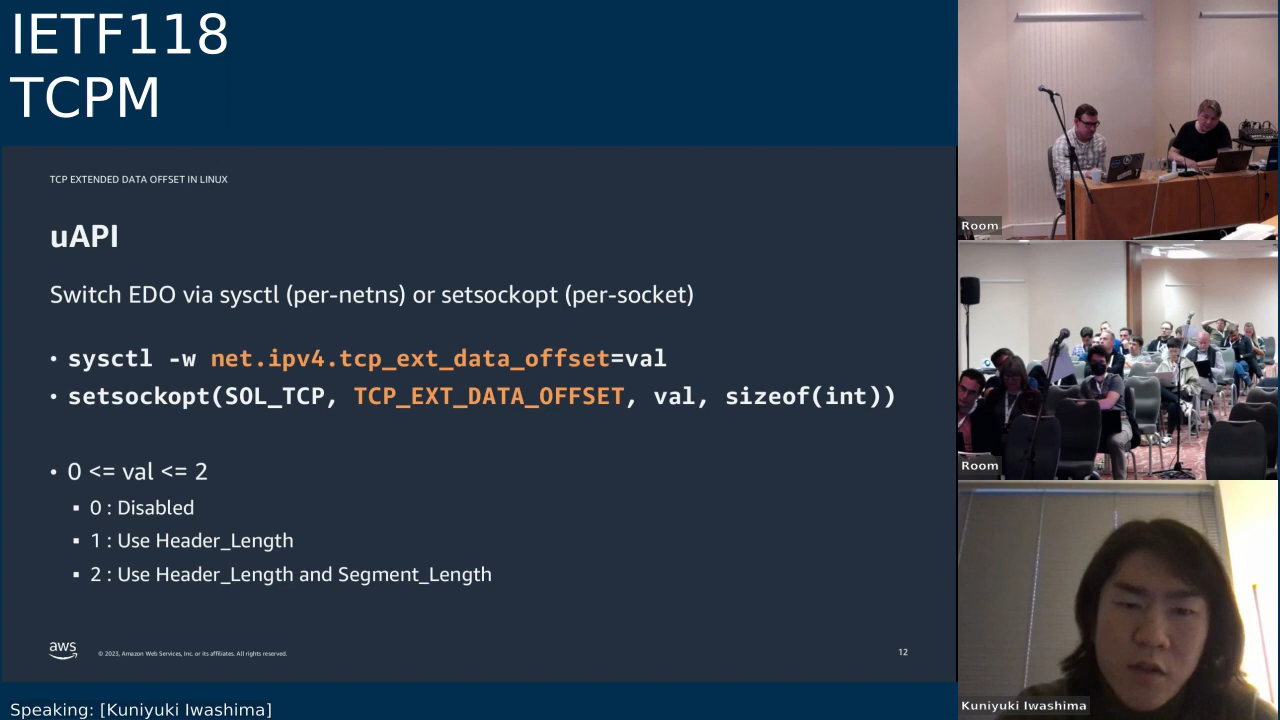 IETF118
TCPM
TCP EXTENDED DATA OFFSET IN LINUX
uAPI
Switch EDO via sysctl (per-netns) or setsockopt (per-socket)
• sysctl -w net.ipv4.tcp_ext_data_offset=val
• setsockopt(SOL_TCP, TCP_EXT_DATA_OFFSET, val, sizeof(int))
• 0 <= val <= 2
▪ 0 : Disabled
▪ 1 : Use Header_Length
▪ 2 : Use Header_Length and Segment_Length
aws
© 2023, Amazon Web Services, Inc. or its affiliates. All rights reserved.
12
Speaking: [Kuniyuki Iwashima]
Room
Room
Kuniyuki Iwashima